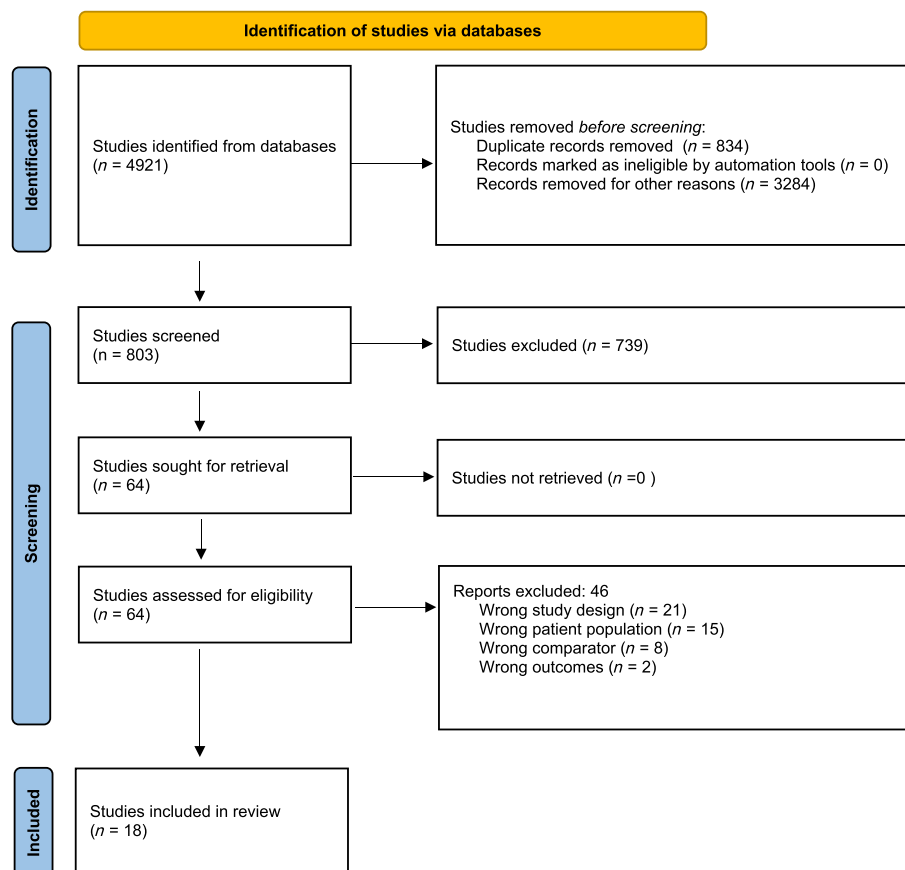 Identification of studies via databases
Identification
Studies identified from databases
(n = 4921)
Studies removed before screening:
Duplicate records removed (n = 834)
Records marked as ineligible by automation tools (n = 0)
Records removed for other reasons (n = 3284)
Screening
Studies screened
(n = 803)
Studies excluded (n = 739)
Studies sought for retrieval
(n = 64)
Studies not retrieved (n =0 )
Studies assessed for eligibility
(n = 64)
Reports excluded: 46
Wrong study design (n = 21)
Wrong patient population (n = 15)
Wrong comparator (n = 8)
Wrong outcomes (n = 2)
Included
Studies included in review
(n = 18)